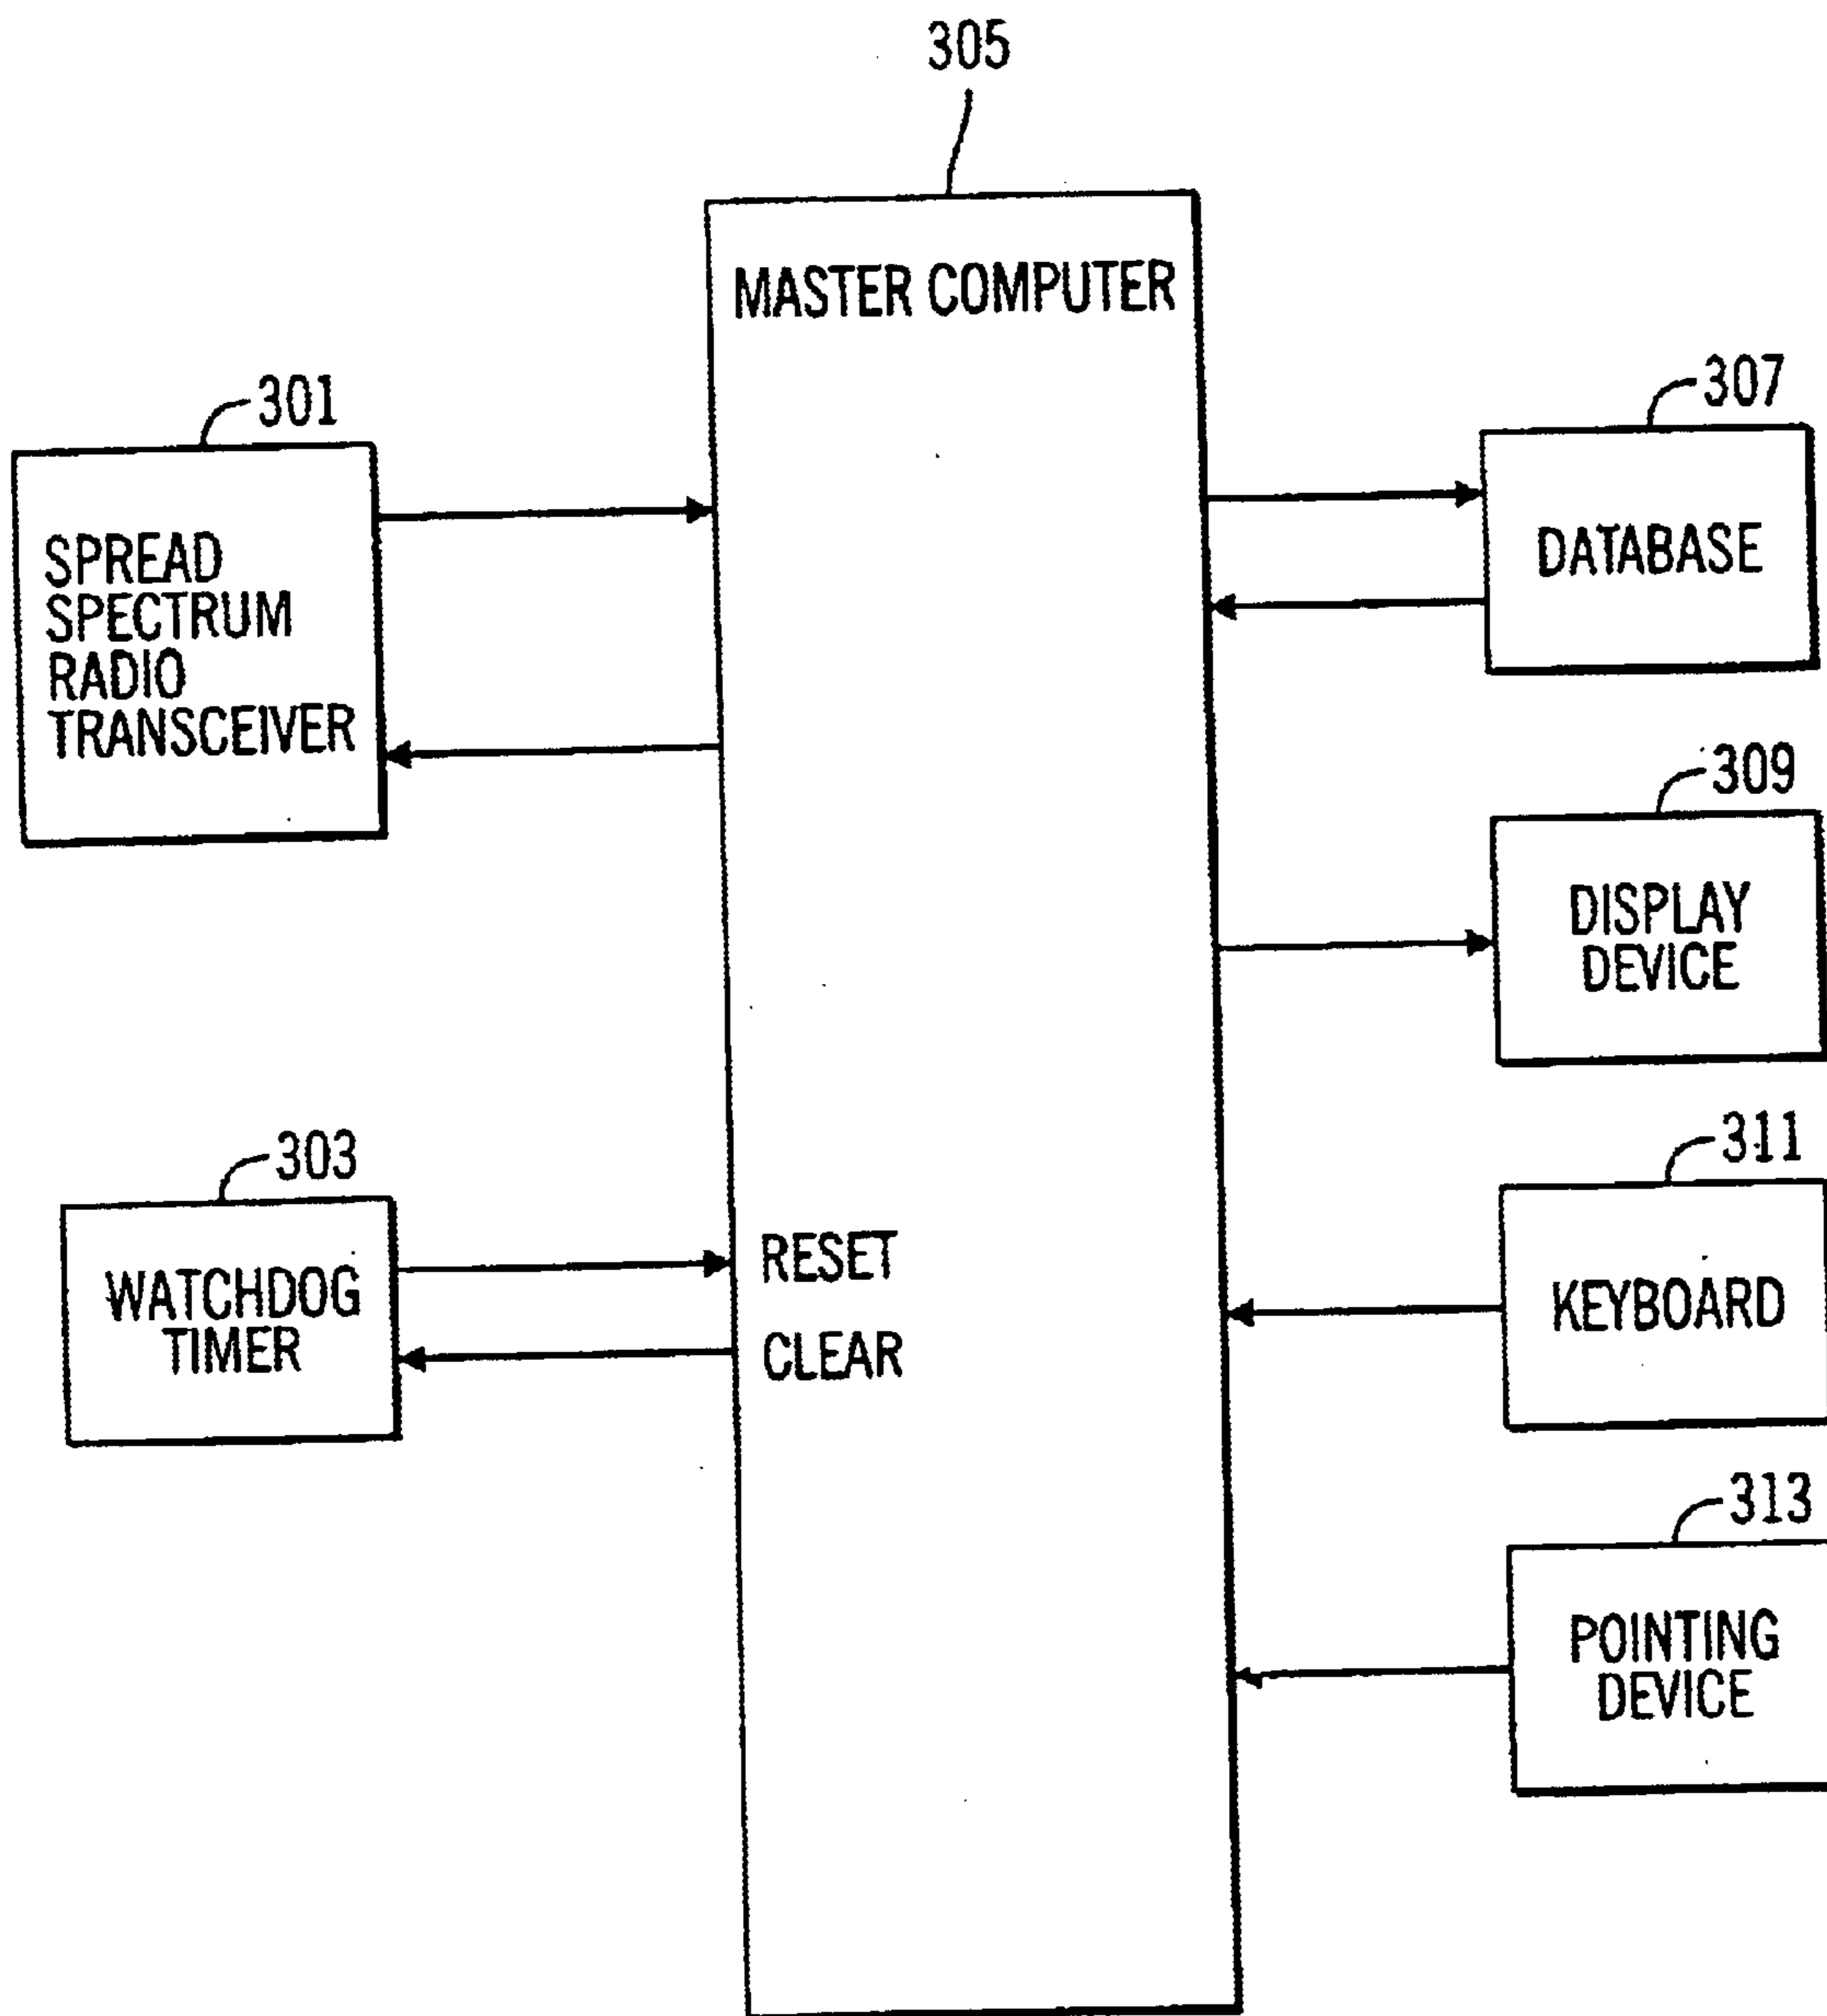 305
MASTER COMPUTER
301
SPREAD
SPECTRUM
RADIO
TRANSCEIVER
307
DATABASE
309
DISPLAY
DEVICE
303
WATCHDOG
TIMER
RESET
CLEAR
311
KEYBOARD
313
POINTING
DEVICE